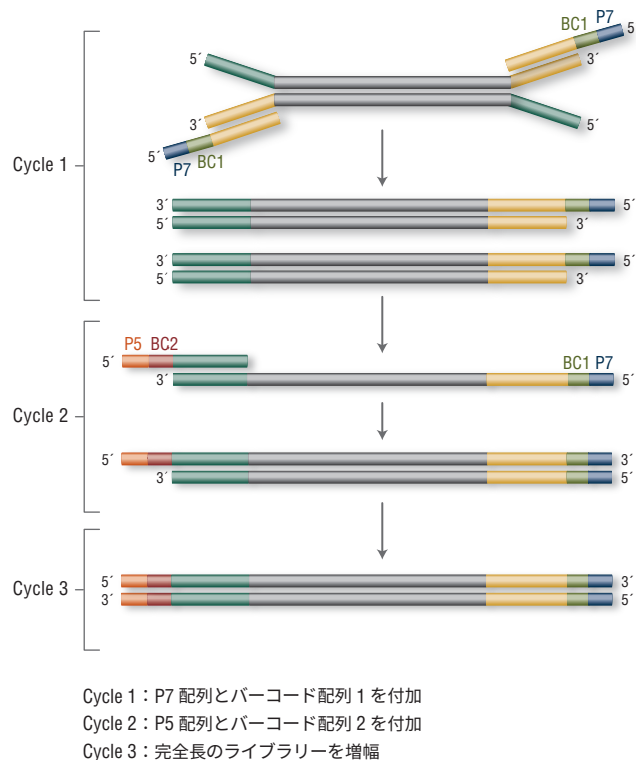 BC1 P7
5
5´ 3´
3´ 5´
5´
P7 BC1
Cycle 1
3´ 5´
5´ 3´
3´ 5´
5´ 3´
P5 BC2
5´ BC1 P7
3´ 5´
Cycle 2
5´ 3´
3´ 5´
Cycle 3
5´ 3´
3´ 5´
Cycle 1：P7 配列とバーコード配列 1 を付加
Cycle 2：P5 配列とバーコード配列 2 を付加
Cycle 3：完全長のライブラリーを増幅